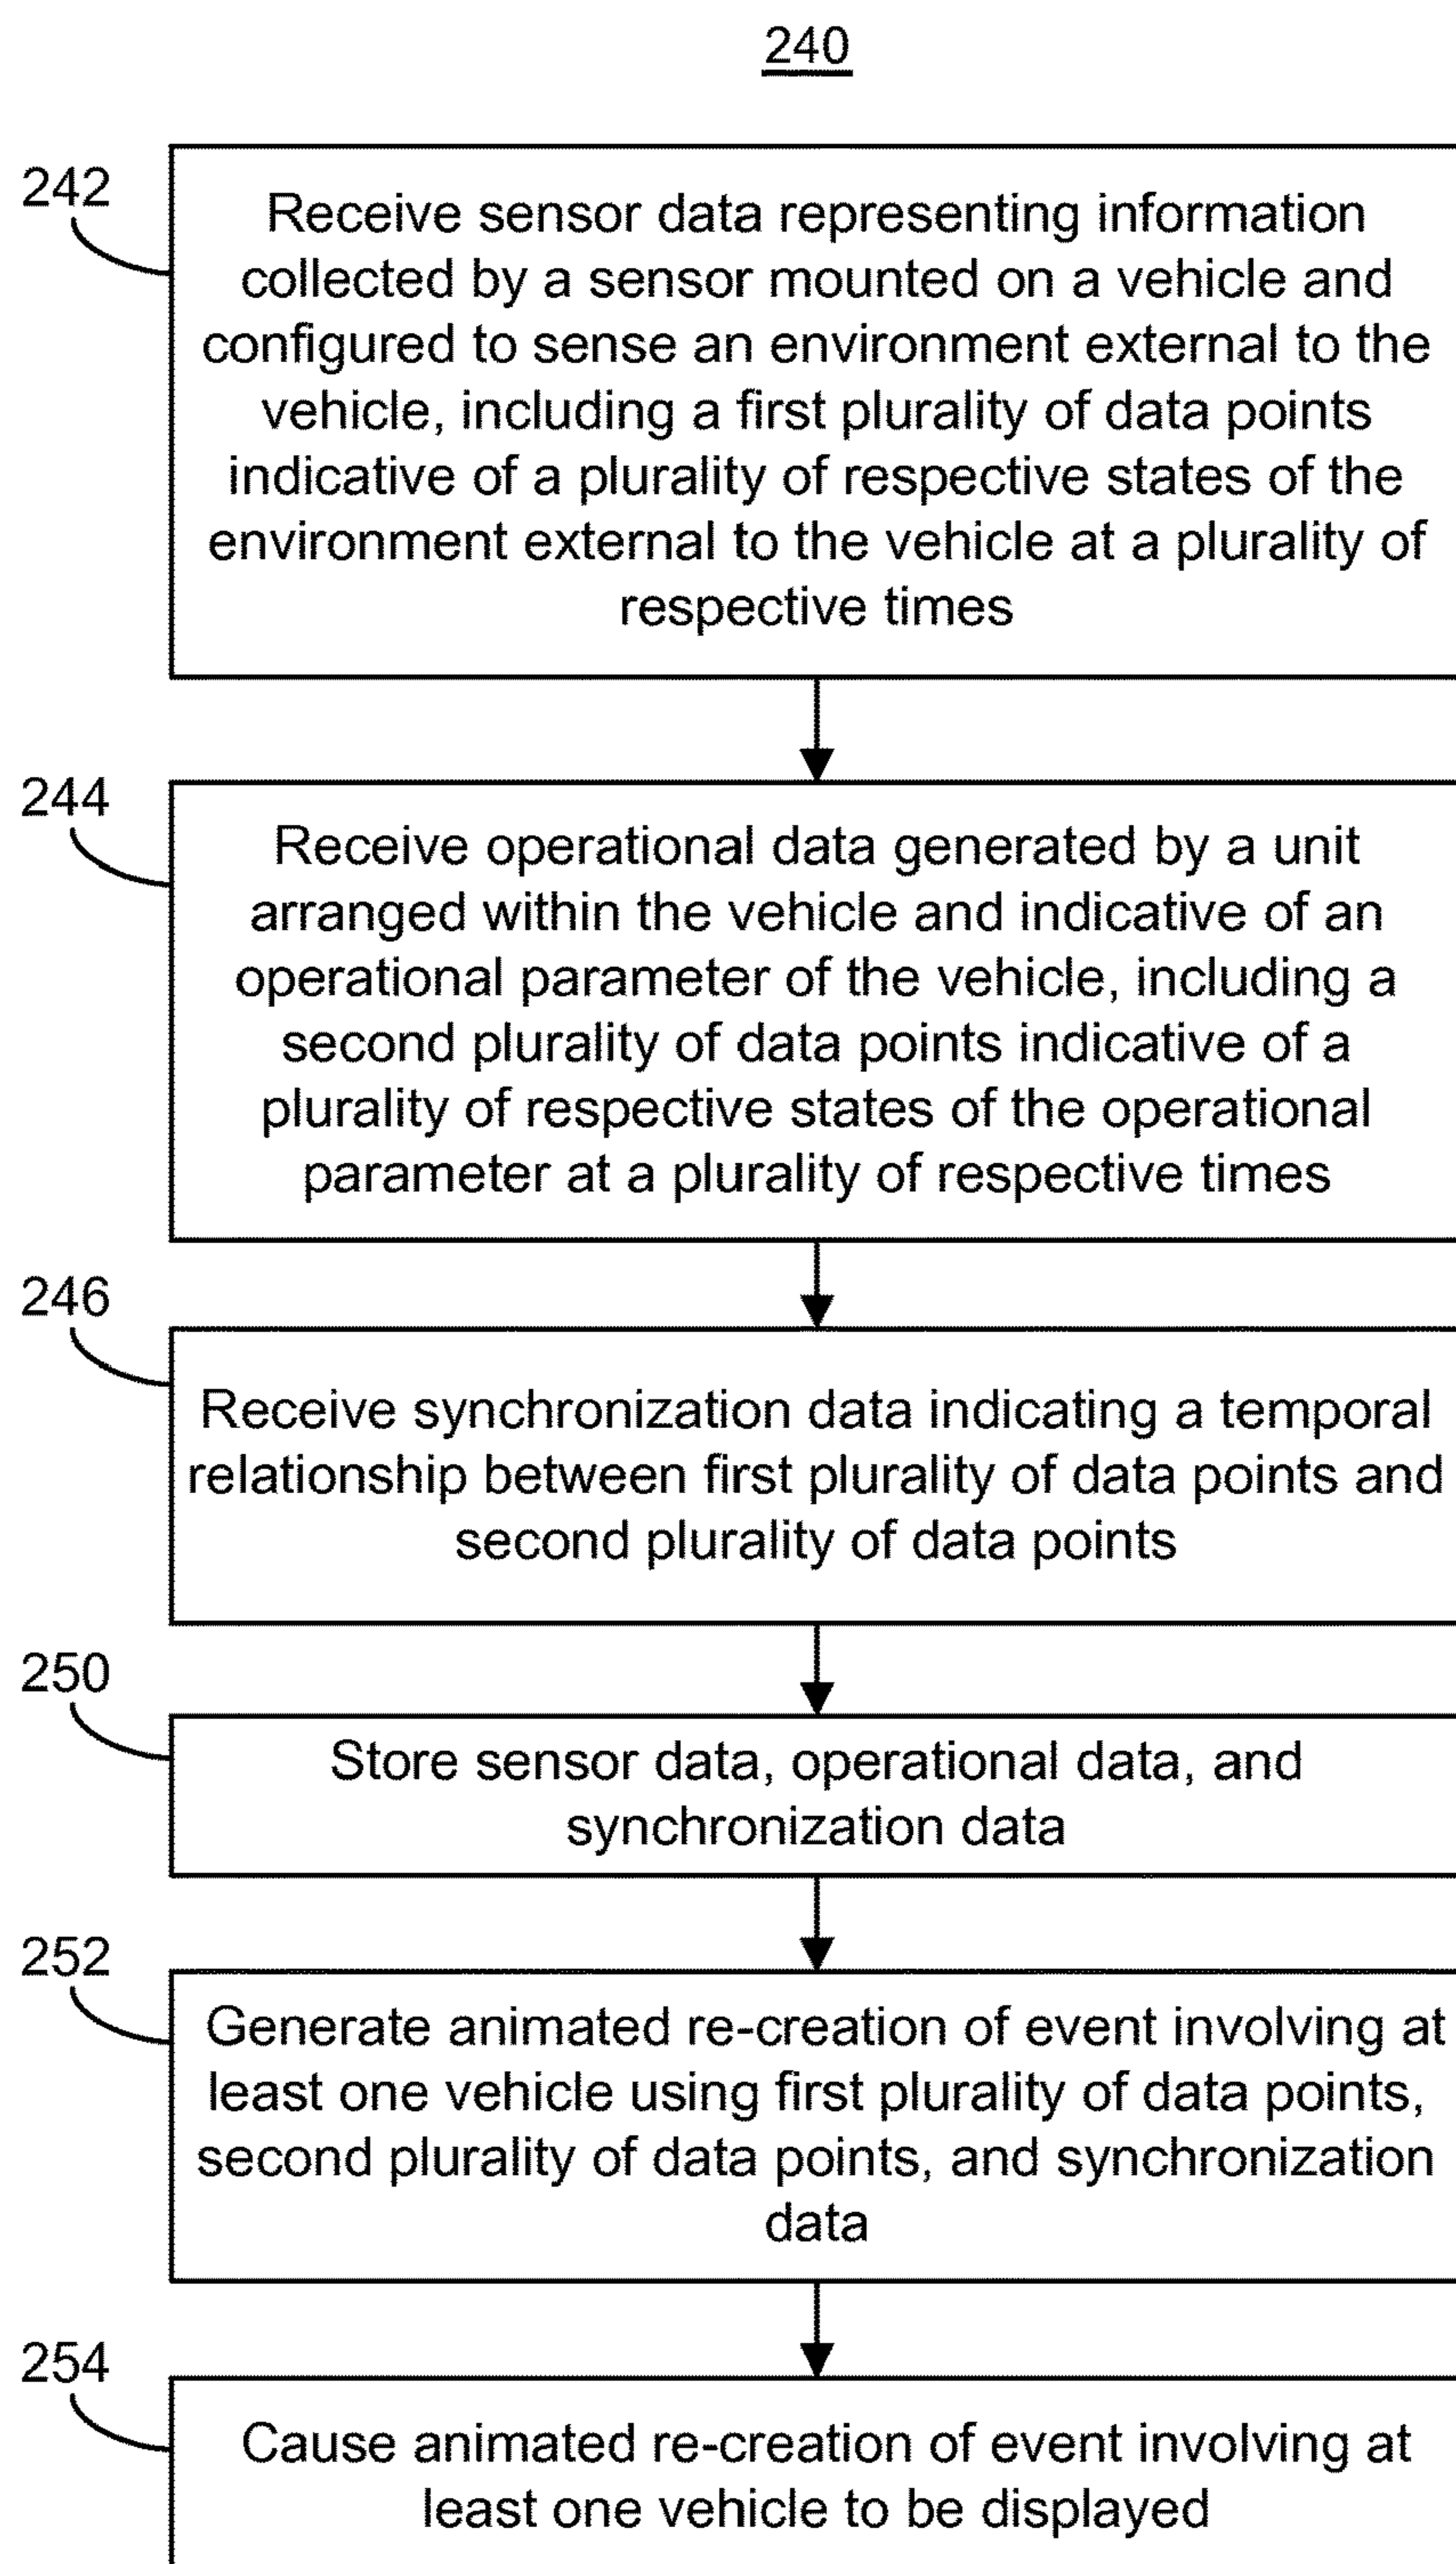 240
242
Receive sensor data representing information
collected by a sensor mounted on a vehicle and
configured to sense an environment external to the
vehicle, including a first plurality of data points
indicative of a plurality of respective states of the
environment external to the vehicle at a plurality of
respective times
244
Receive operational data generated by a unit
arranged within the vehicle and indicative of an
operational parameter of the vehicle, including a
second plurality of data points indicative of a
plurality of respective states of the operational
parameter at a plurality of respective times
246
Receive synchronization data indicating a temporal
relationship between first plurality of data points and
second plurality of data points
250
Store sensor data, operational data, and
synchronization data
252
Generate animated re-creation of event involving at
least one vehicle using first plurality of data points,
second plurality of data points, and synchronization
data
254
Cause animated re-creation of event involving at
least one vehicle to be displayed